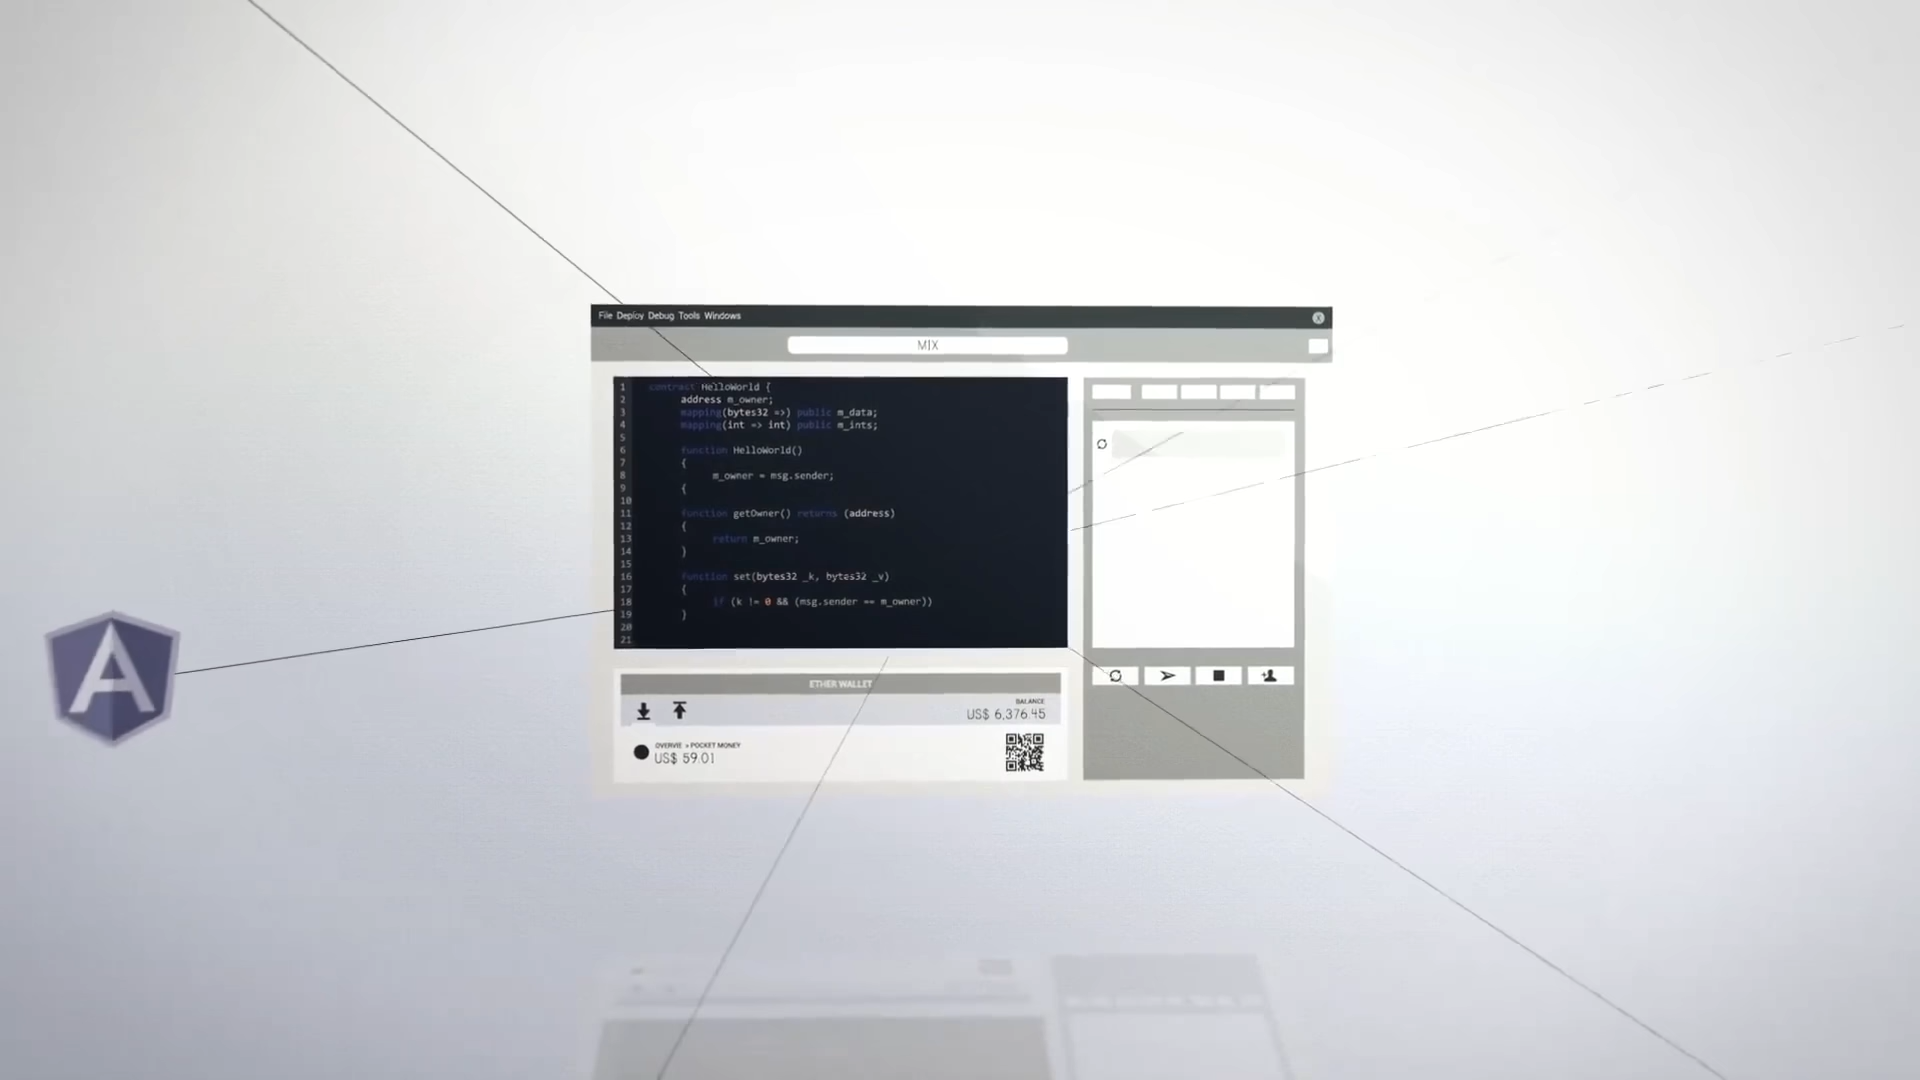 File Deploy Debug Tools Windows
X
MIX
1 contract HelloWorld {
2 address m_owner;
3 mapping(bytes32 =>) public m_data;
4 mapping(int => int) public m_ints;
5
6 function HelloWorld()
7 {
8 m_owner = msg.sender;
9 {
10
11 function getOwner() returns (address)
12 {
13 return m_owner;
14 }
15
16 function set(bytes32 _k, bytes32 _v)
17 {
18 if (k != 0 && (msg.sender == m_owner))
19 }
20
21
ETHER WALLET
BALANCE
US$ 6,376.45
OVERVIE > POCKET MONEY
US$ 59.01
A